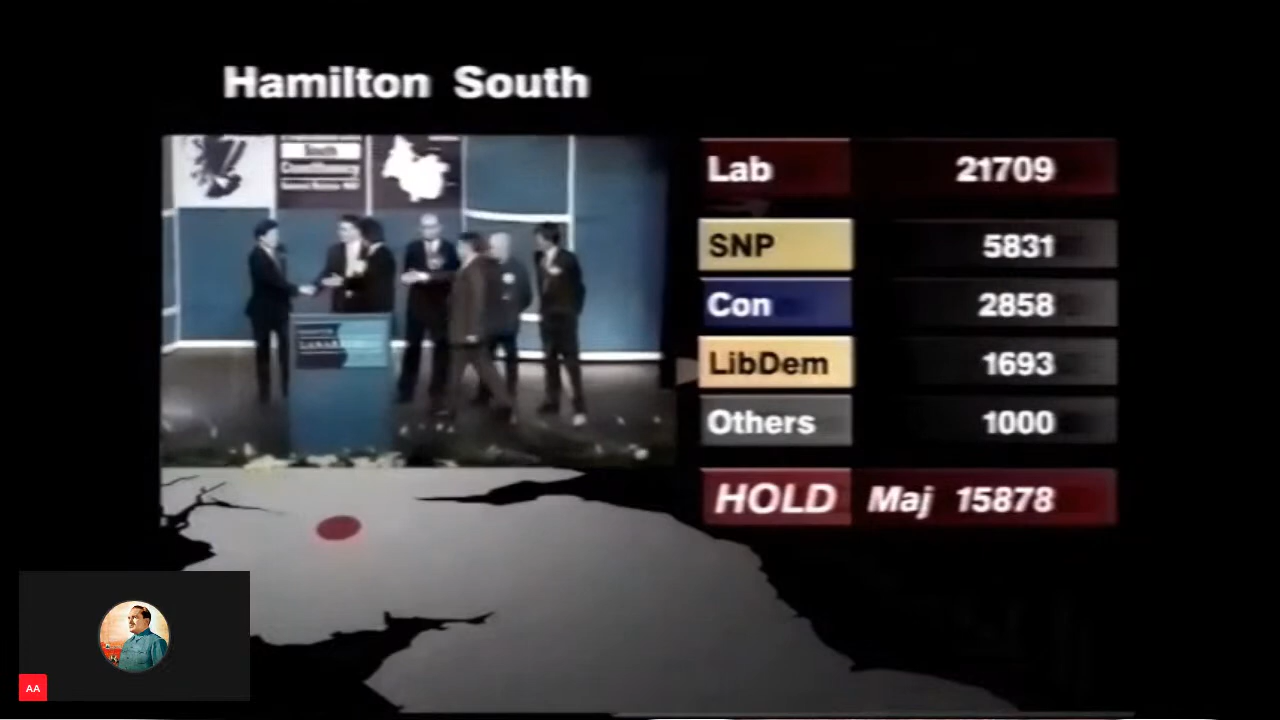 Hamilton South
South
Constituency
Lab 21709
SNP 5831
Con 2858
LibDem 1693
Others 1000
HOLD Maj 15878
AA